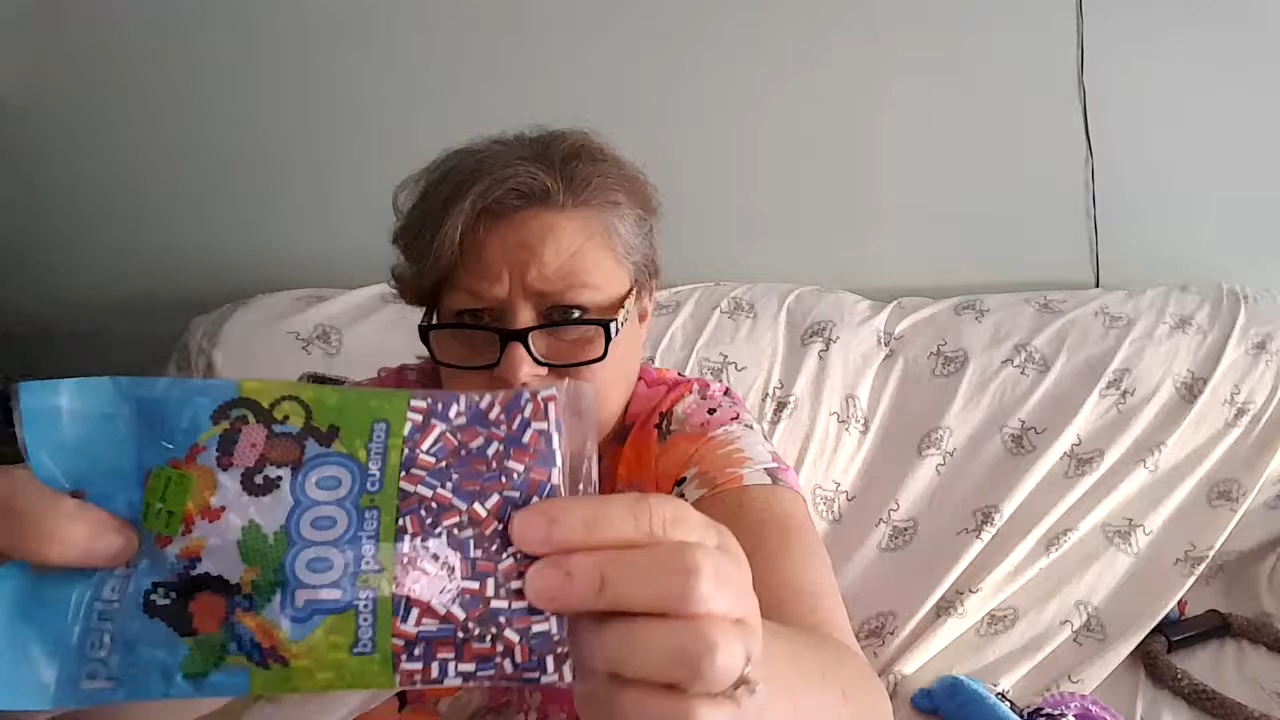 perler
1000
beads • perles • cuentas